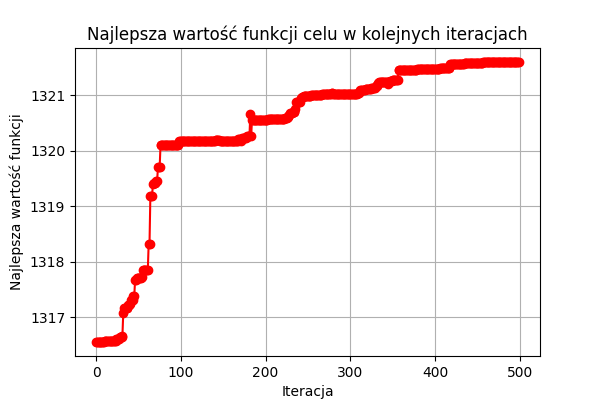 Najlepsza wartość funkcji celu w kolejnych iteracjach
Najlepsza wartość funkcji
1321
1320
1319
1318
1317
0 100 200 300 400 500
Iteracja